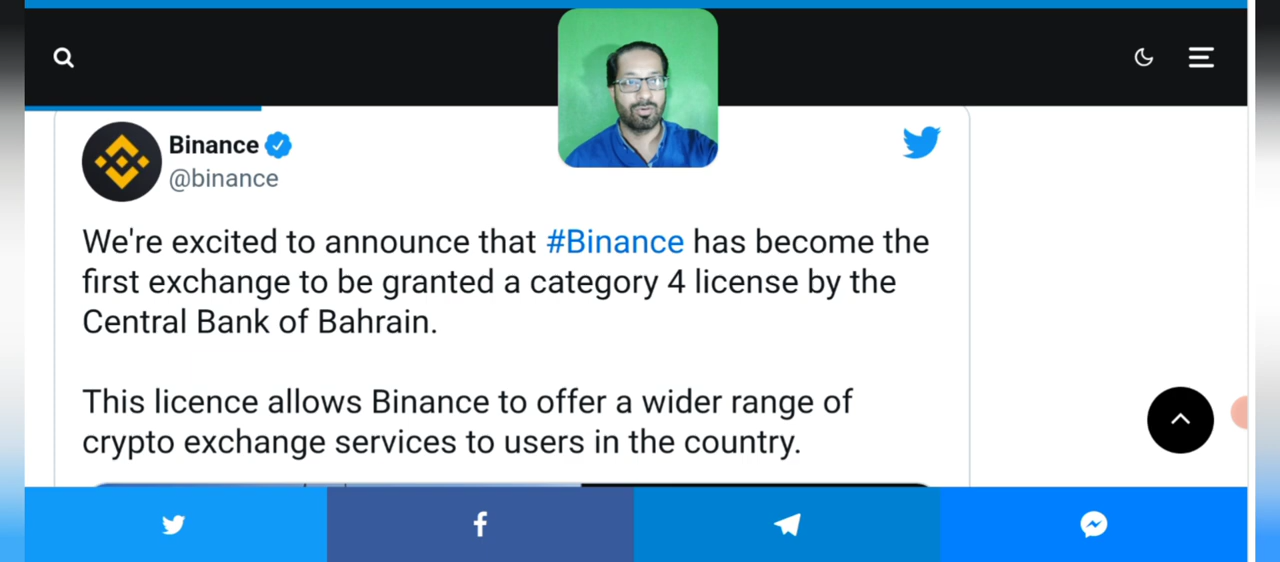 Binance
@binance
We're excited to announce that #Binance has become the
first exchange to be granted a category 4 license by the
Central Bank of Bahrain.
This licence allows Binance to offer a wider range of
crypto exchange services to users in the country.